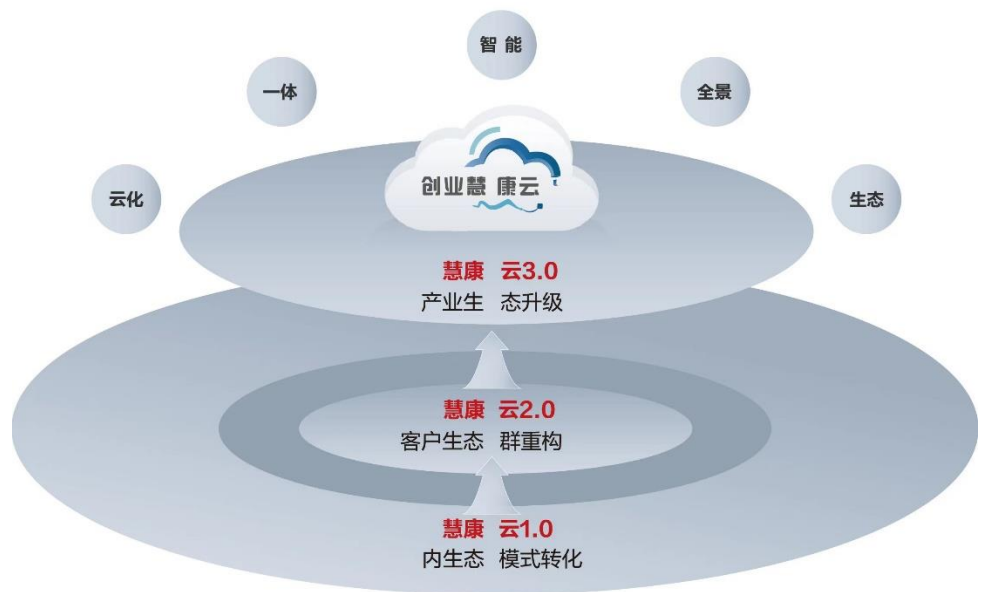 智 能
一体
全景
云化
生态
创业慧 康云
慧康 云3.0
产业生 态升级
慧康 云2.0
客户生态 群重构
慧康 云1.0
内生态 模式转化